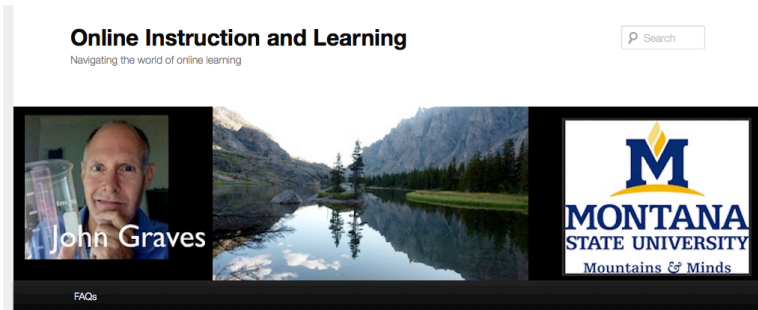 Online Instruction and Learning
Navigating the world of online learning
Search
John Graves
M
MONTANA
STATE UNIVERSITY
Mountains & Minds
FAQs